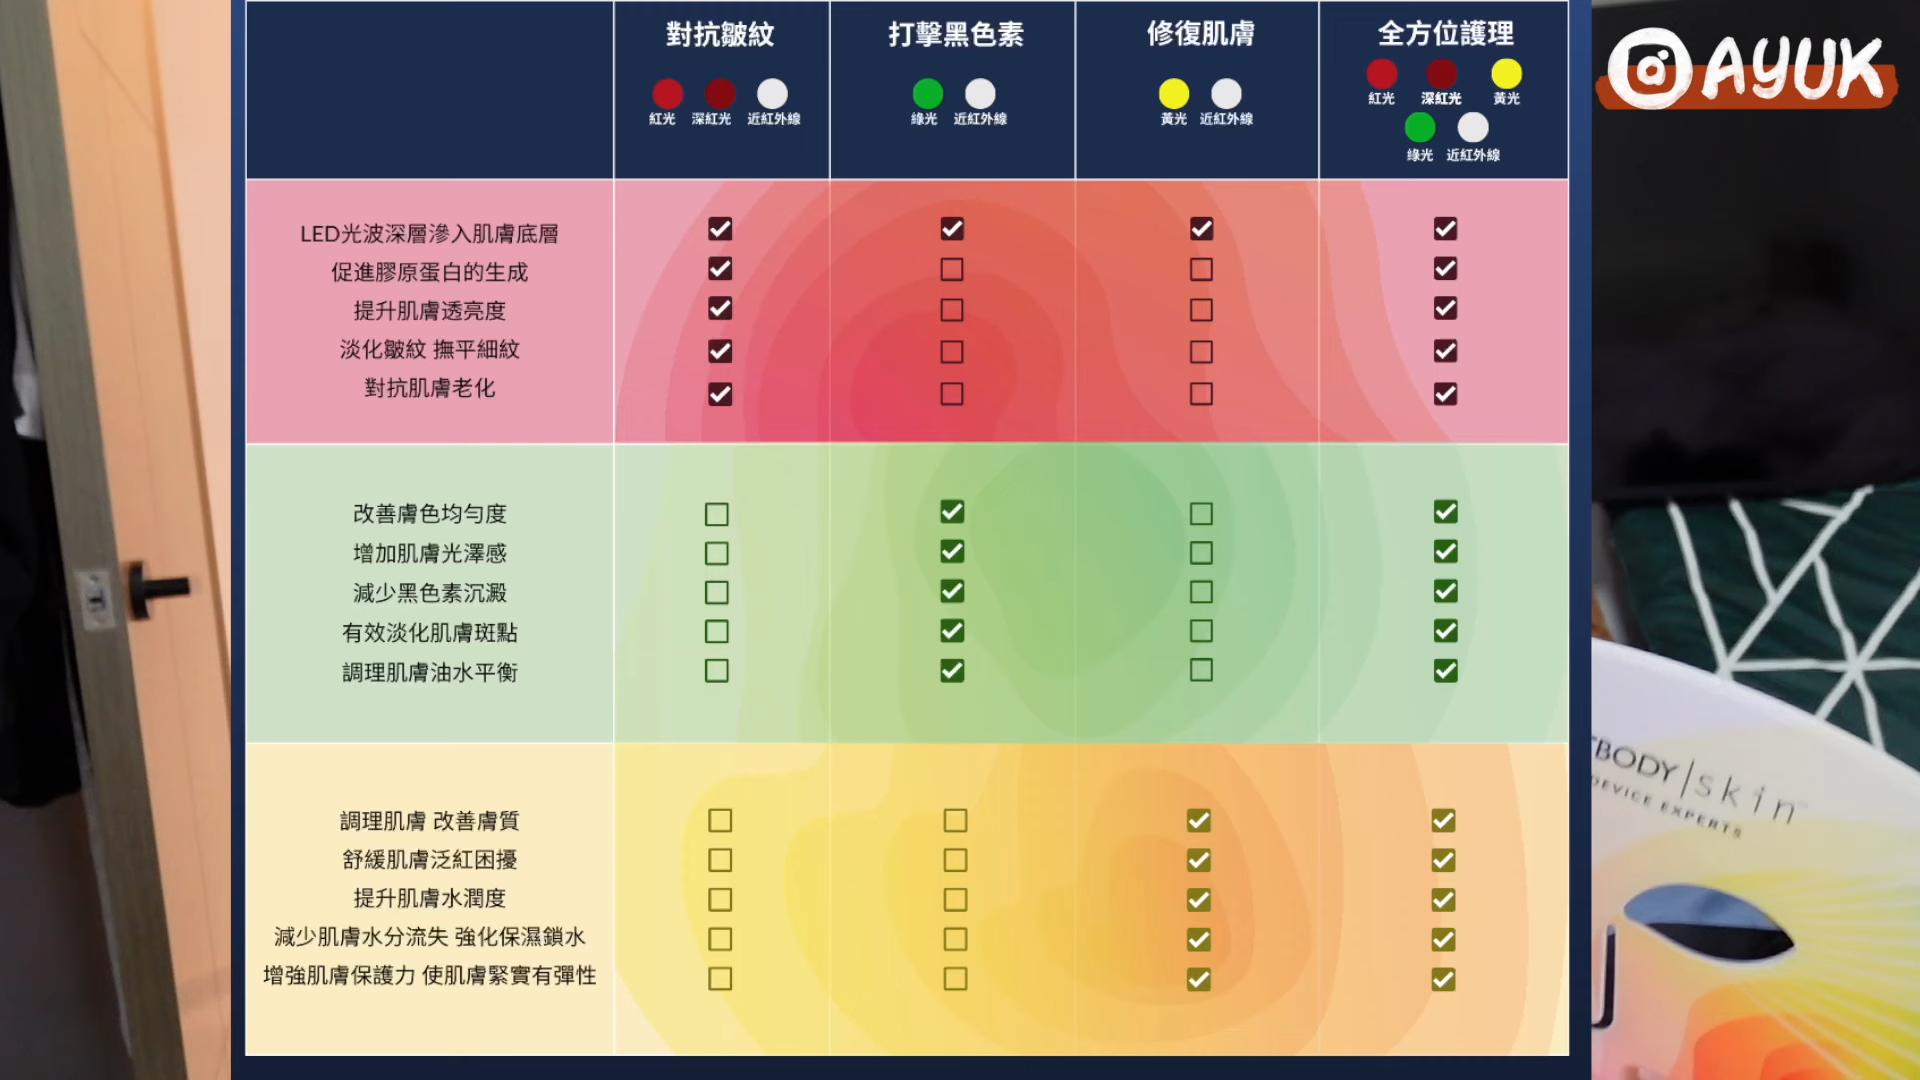 對抗皺紋
打擊黑色素
修復肌膚
全方位護理
紅光 深紅光 近紅外線
綠光 近紅外線
黃光 近紅外線
紅光 深紅光 黃光
綠光 近紅外線
LED光波深層滲入肌膚底層
促進膠原蛋白的生成
提升肌膚透亮度
淡化皺紋 撫平細紋
對抗肌膚老化
改善膚色均勻度
增加肌膚光澤感
減少黑色素沉澱
有效淡化肌膚斑點
調理肌膚油水平衡
調理肌膚 改善膚質
舒緩肌膚泛紅困擾
提升肌膚水潤度
減少肌膚水分流失 強化保濕鎖水
增強肌膚保護力 使肌膚緊實有彈性
AYUK
BODY|skin
DEVICE EXPERTS